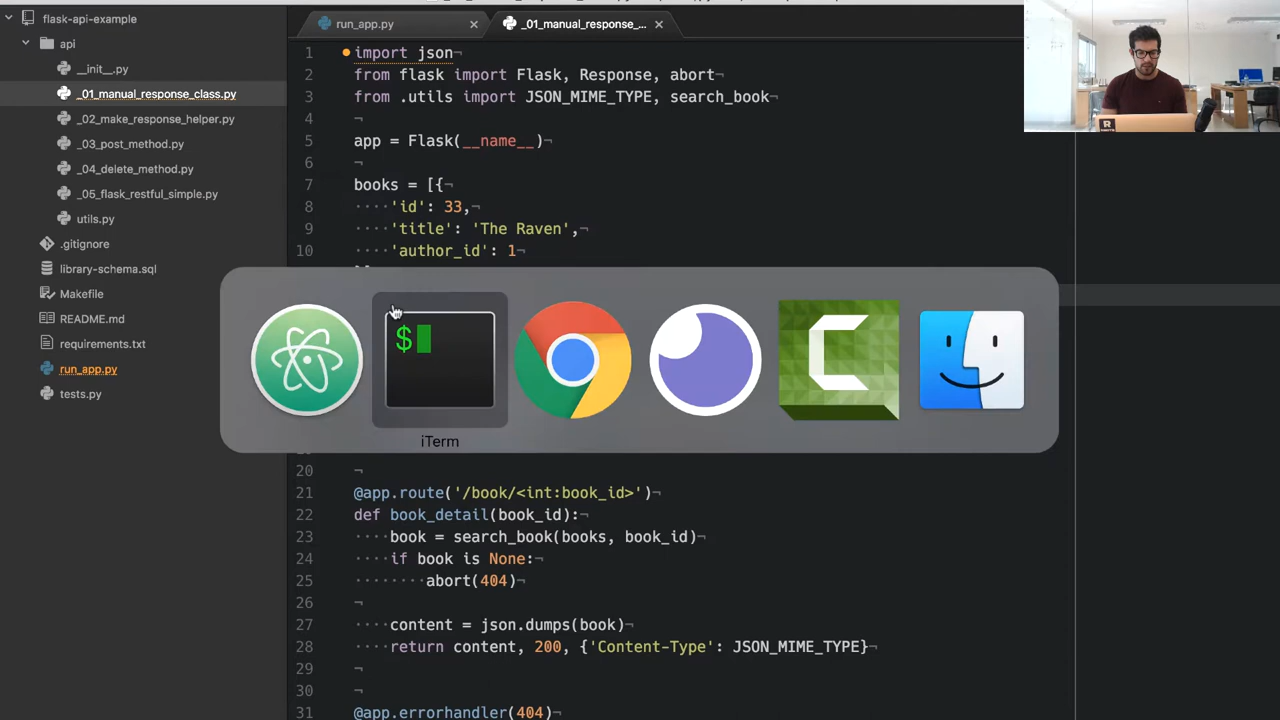 flask-api-example
api
__init__.py
_01_manual_response_class.py
_02_make_response_helper.py
_03_post_method.py
_04_delete_method.py
_05_flask_restful_simple.py
utils.py
.gitignore
library-schema.sql
Makefile
README.md
requirements.txt
run_app.py
tests.py
run_app.py ×
_01_manual_response_... ×
1 import json¬
2 from flask import Flask, Response, abort¬
3 from .utils import JSON_MIME_TYPE, search_book¬
4 ¬
5 app = Flask(__name__)¬
6 ¬
7 books = [{¬
8 ····'id': 33,¬
9 ····'title': 'The Raven',¬
10 ····'author_id': 1¬
$
iTerm
20 ¬
21 @app.route('/book/<int:book_id>')¬
22 def book_detail(book_id):¬
23 ····book = search_book(books, book_id)¬
24 ····if book is None:¬
25 ········abort(404)¬
26 ¬
27 ····content = json.dumps(book)¬
28 ····return content, 200, {'Content-Type': JSON_MIME_TYPE}¬
29 ¬
30 ¬
31 @app.errorhandler(404)¬